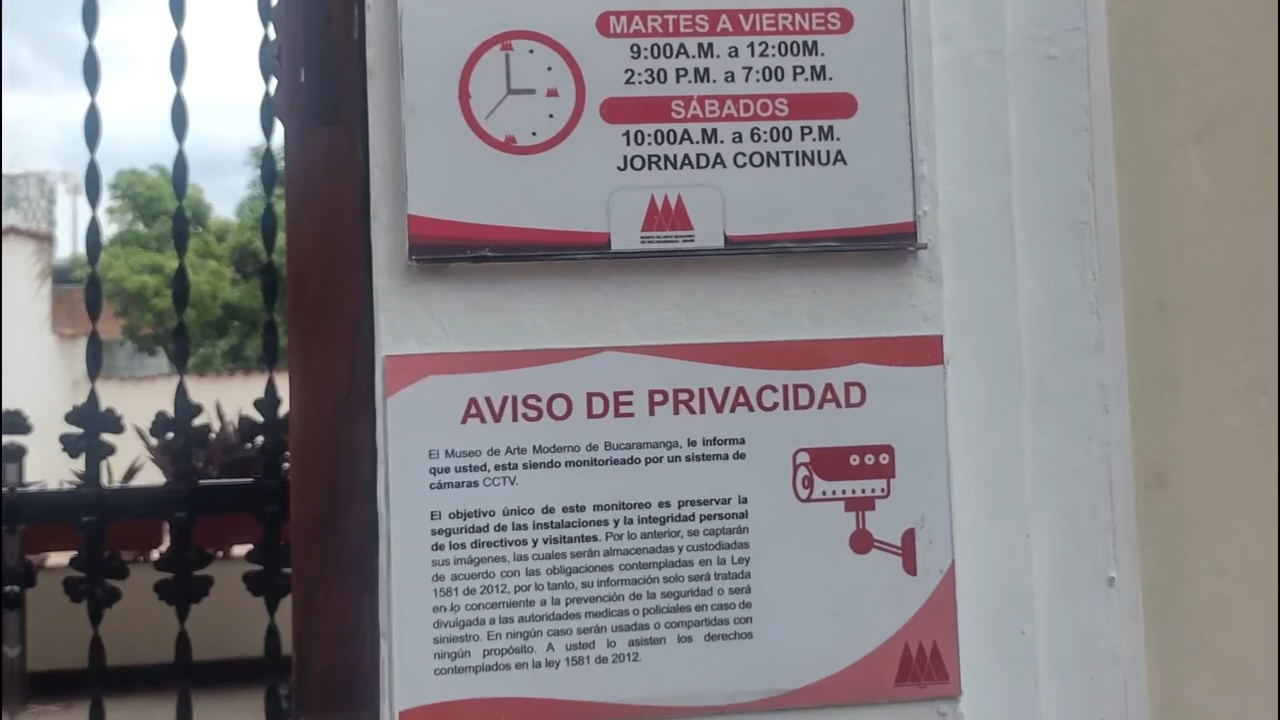 MARTES A VIERNES
9:00A.M. a 12:00M.
2:30 P.M. a 7:00 P.M.
SÁBADOS
10:00A.M. a 6:00 P.M.
JORNADA CONTINUA
MUSEO DE ARTE MODERNO
DE BUCARAMANGA
AVISO DE PRIVACIDAD
El Museo de Arte Moderno de Bucaramanga, le informa
que usted, esta siendo monitorieado por un sistema de
cámaras CCTV.
El objetivo único de este monitoreo es preservar la
seguridad de las instalaciones y la integridad personal
de los directivos y visitantes. Por lo anterior, se captarán
sus imágenes, las cuales serán almacenadas y custodiadas
de acuerdo con las obligaciones contempladas en la Ley
1581 de 2012, por lo tanto, su información solo será tratada
en lo concerniente a la prevención de la seguridad o será
divulgada a las autoridades medicas o policiales en caso de
siniestro. En ningún caso serán usadas o compartidas con
ningún propósito. A usted lo asisten los derechos
contemplados en la ley 1581 de 2012.